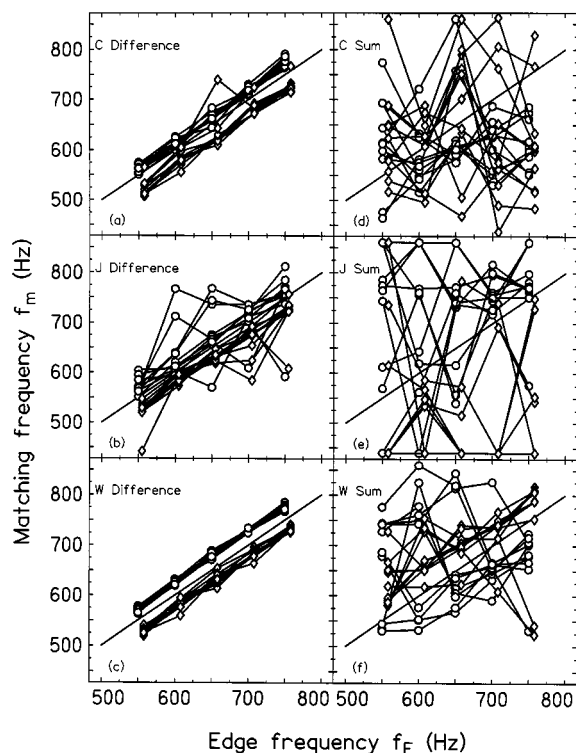 C Difference
C Sum
800
700
600
500
(a)
(d)
J Difference
J Sum
800
700
600
500
(b)
(e)
W Difference
W Sum
800
700
600
500
(c)
(f)
500 600 700 800 500 600 700 800
Matching frequency fm (Hz)
Edge frequency fE (Hz)